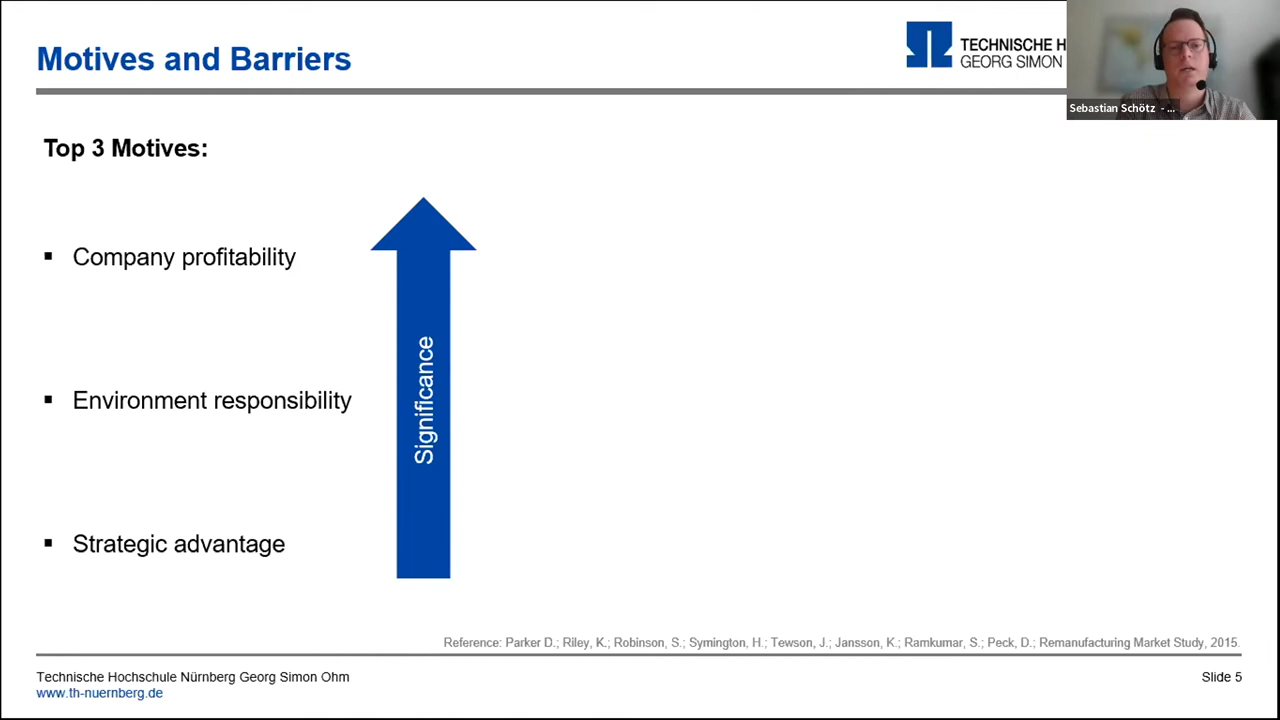 Motives and Barriers
TECHNISCHE H
GEORG SIMON
Sebastian Schötz - ...
Top 3 Motives:
▪ Company profitability
▪ Environment responsibility
▪ Strategic advantage
Significance
Reference: Parker D.; Riley, K.; Robinson, S.; Symington, H.; Tewson, J.; Jansson, K.; Ramkumar, S.; Peck, D.; Remanufacturing Market Study, 2015.
Technische Hochschule Nürnberg Georg Simon Ohm
www.th-nuernberg.de
Slide 5